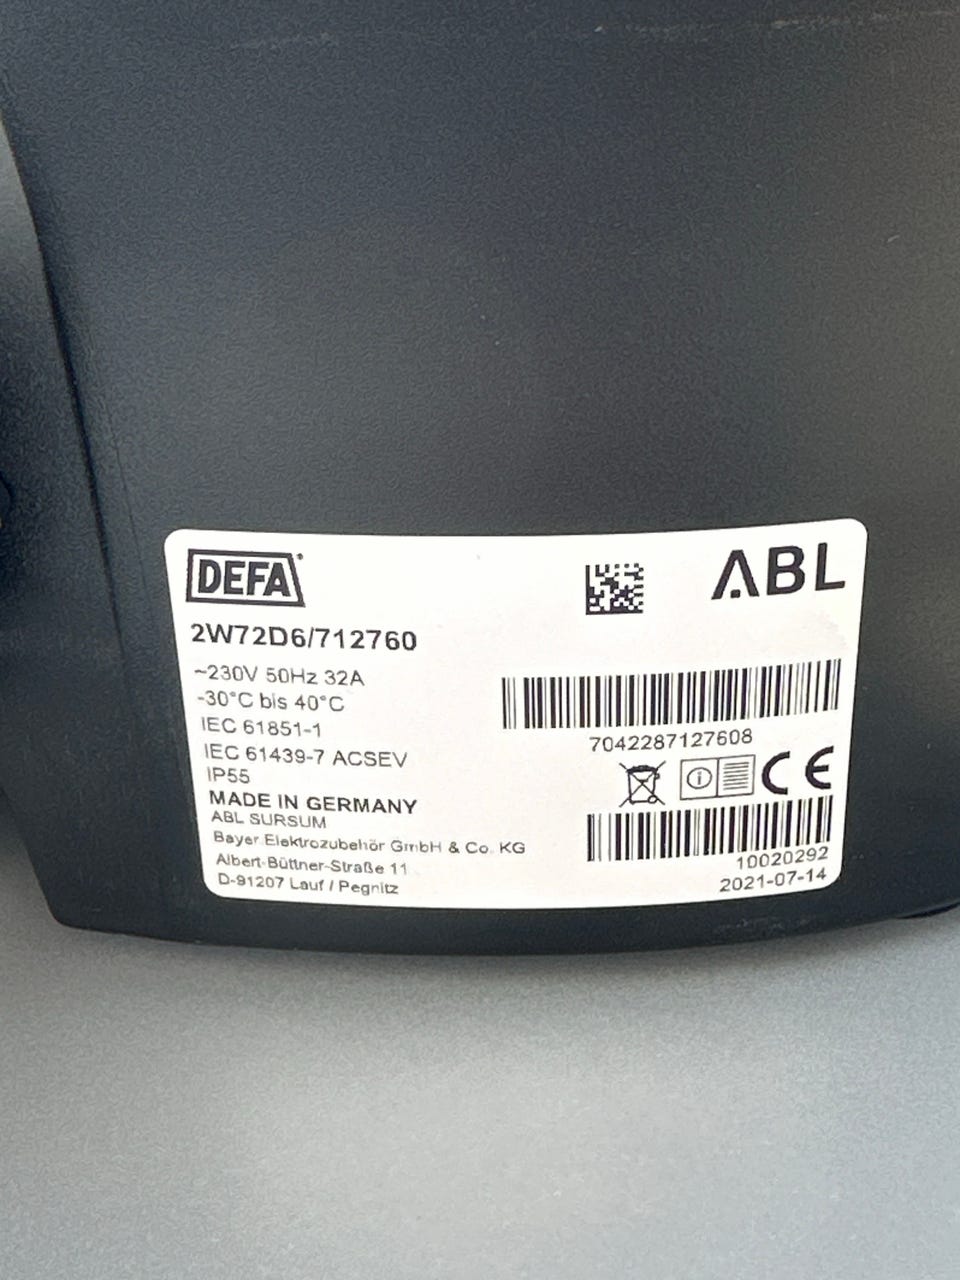 DEFA
ABL
2W72D6/712760
~230V 50Hz 32A
-30°C bis 40°C
IEC 61851-1
IEC 61439-7 ACSEV
IP55
MADE IN GERMANY
ABL SURSUM
Bayer Elektrozubehör GmbH & Co. KG
Albert-Büttner-Straße 11
D-91207 Lauf / Pegnitz
7042287127608
CE
10020292
2021-07-14